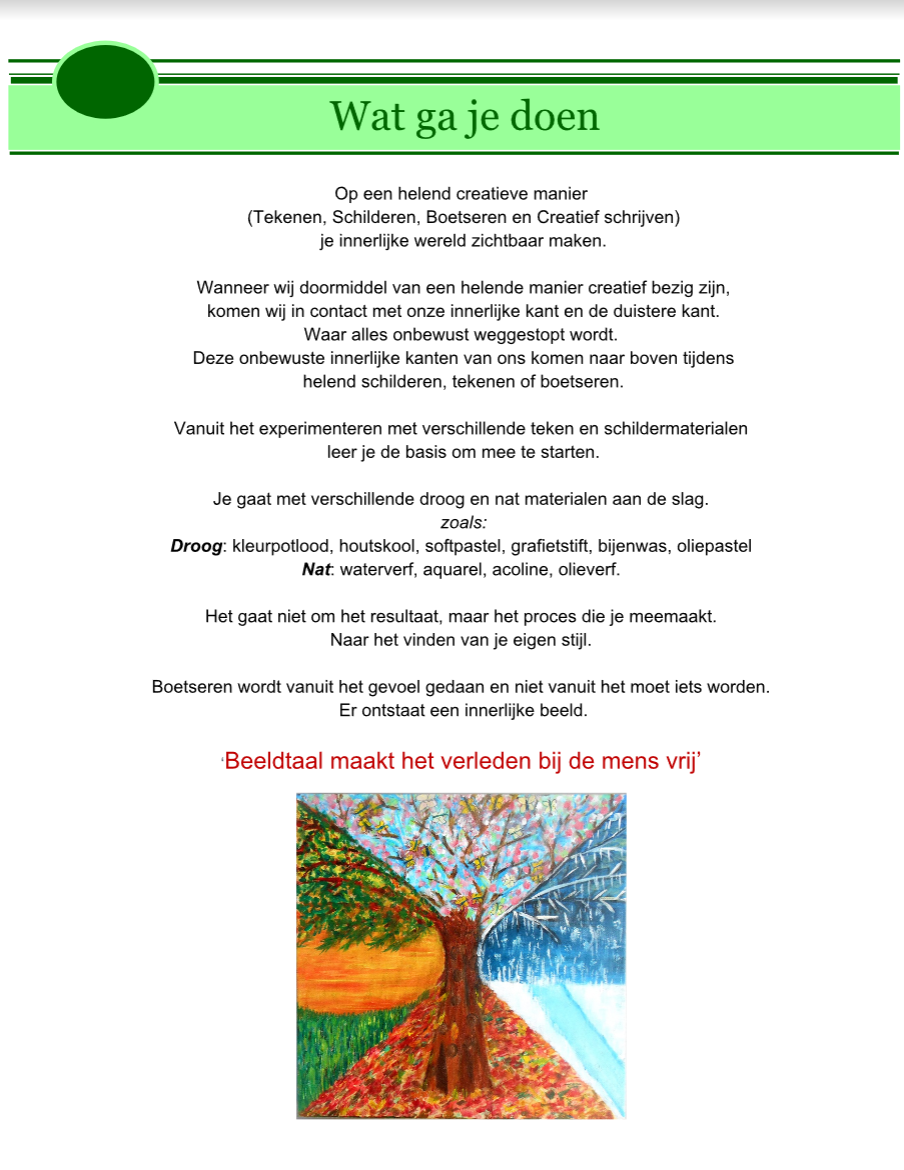 Wat ga je doen
Op een helend creatieve manier
(Tekenen, Schilderen, Boetseren en Creatief schrijven)
je innerlijke wereld zichtbaar maken.
Wanneer wij doormiddel van een helende manier creatief bezig zijn,
komen wij in contact met onze innerlijke kant en de duistere kant.
Waar alles onbewust weggestopt wordt.
Deze onbewuste innerlijke kanten van ons komen naar boven tijdens
helend schilderen, tekenen of boetseren.
Vanuit het experimenteren met verschillende teken en schildermaterialen
leer je de basis om mee te starten.
Je gaat met verschillende droog en nat materialen aan de slag.
zoals:
Droog: kleurpotlood, houtskool, softpastel, grafietstift, bijenwas, oliepastel
Nat: waterverf, aquarel, acoline, olieverf.
Het gaat niet om het resultaat, maar het proces die je meemaakt.
Naar het vinden van je eigen stijl.
Boetseren wordt vanuit het gevoel gedaan en niet vanuit het moet iets worden.
Er ontstaat een innerlijke beeld.
‘Beeldtaal maakt het verleden bij de mens vrij’